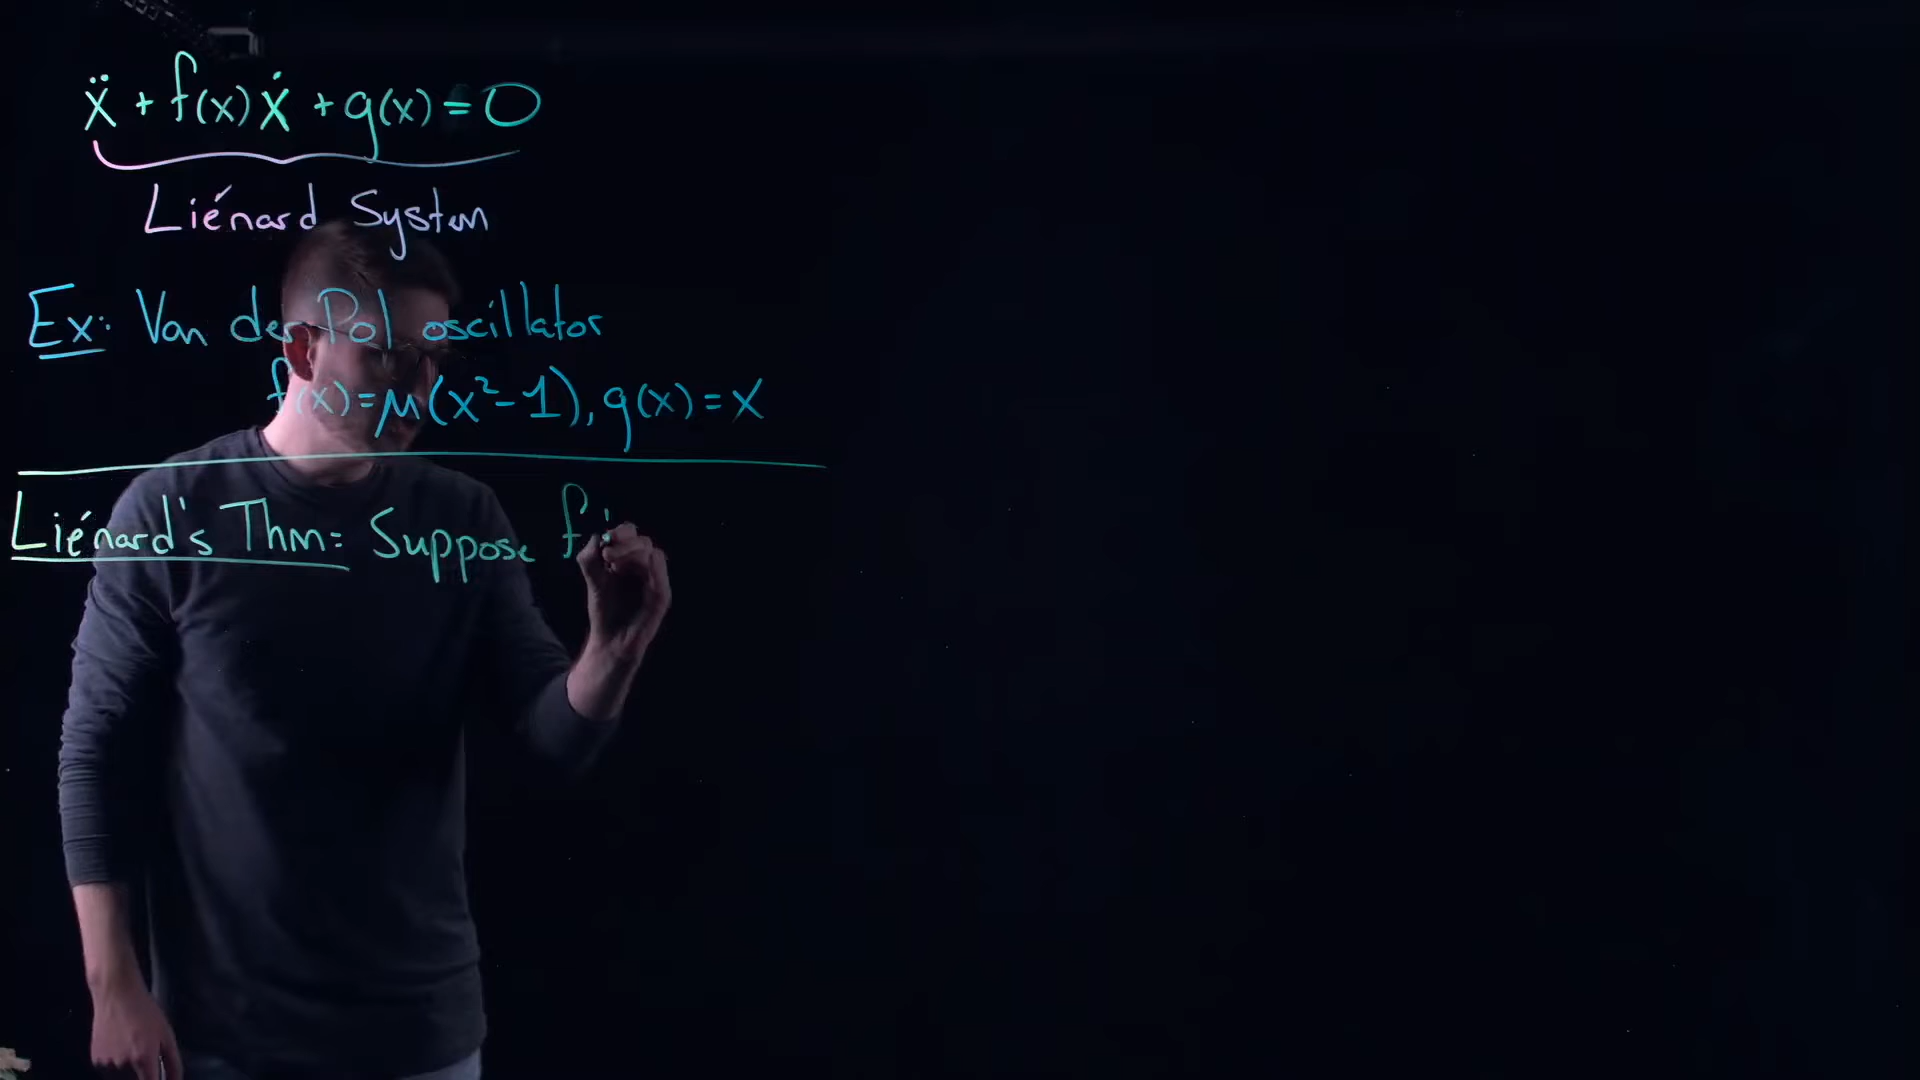 ẍ + f(x)ẋ + g(x) = 0
Liénard System
Ex: Van der Pol oscillator
f(x)=μ(x²-1), g(x)=x
Liénard's Thm: Suppose f